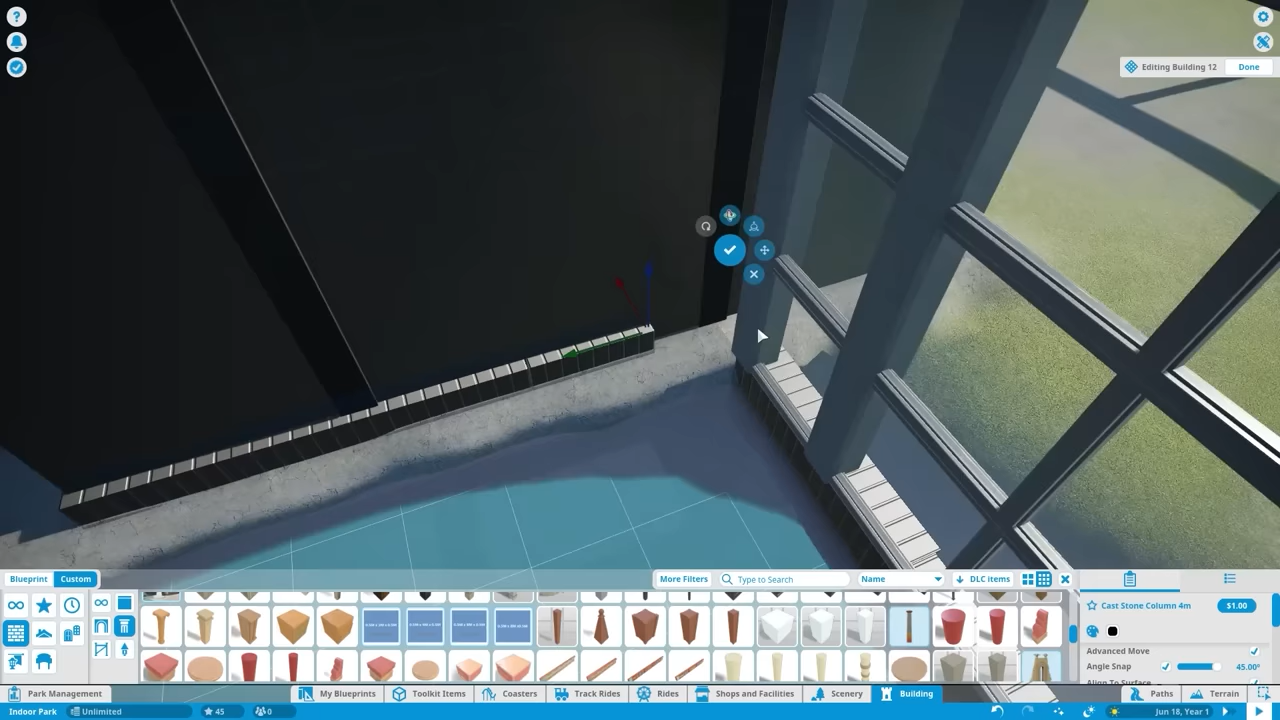 ?
Editing Building 12
Done
Blueprint
Custom
More Filters
Type to Search
Name
DLC items
Cast Stone Column 4m
$1.00
Advanced Move
Angle Snap
45.00°
Park Management
My Blueprints
Toolkit Items
Coasters
Track Rides
Rides
Shops and Facilities
Scenery
Building
Paths
Terrain
Indoor Park
Unlimited
45
0
Jun 18, Year 1